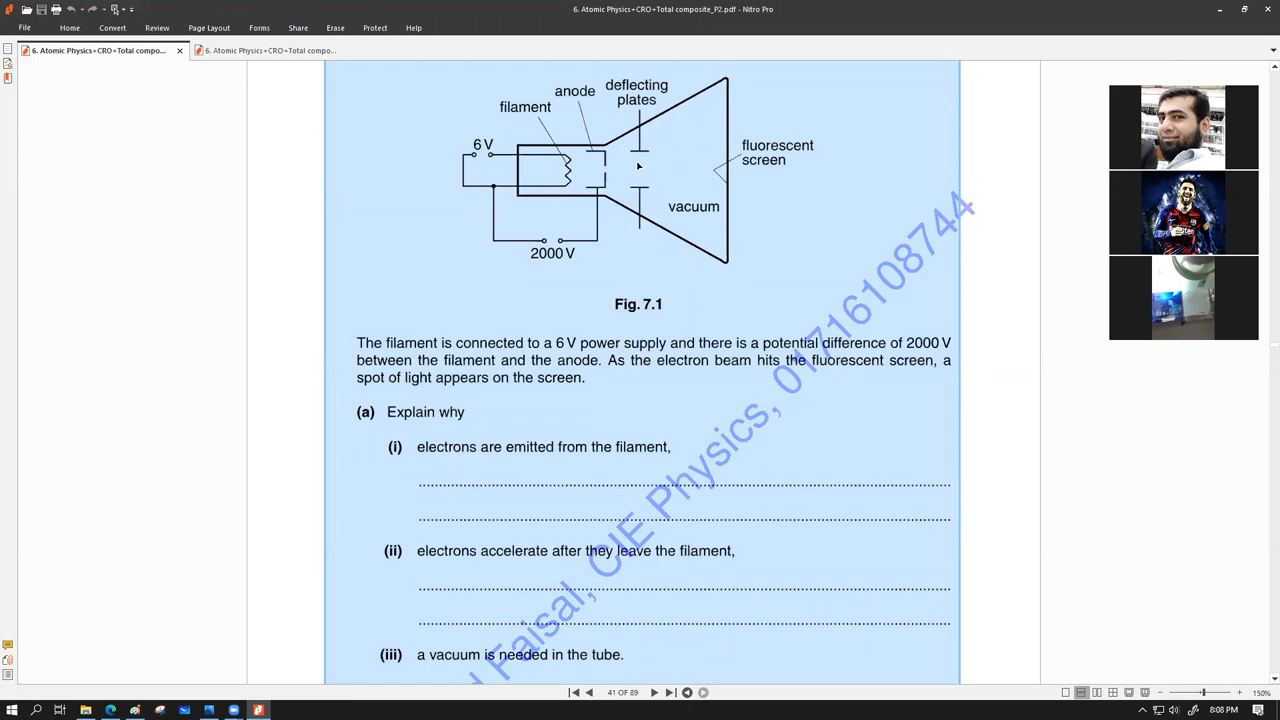 6. Atomic Physics+CRO+Total composite_P2.pdf - Nitro Pro
File Home Convert Review Page Layout Forms Share Erase Protect Help
6. Atomic Physics+CRO+Total compo... × 6. Atomic Physics+CRO+Total compo...
deflecting
plates
anode
filament
6 V
fluorescent
screen
vacuum
2000 V
Fig. 7.1
The filament is connected to a 6 V power supply and there is a potential difference of 2000 V
between the filament and the anode. As the electron beam hits the fluorescent screen, a
spot of light appears on the screen.
(a) Explain why
(i) electrons are emitted from the filament,
(ii) electrons accelerate after they leave the filament,
(iii) a vacuum is needed in the tube.
Faisal, CIE Physics, 01716108744
41 OF 89
150%
8:08 PM